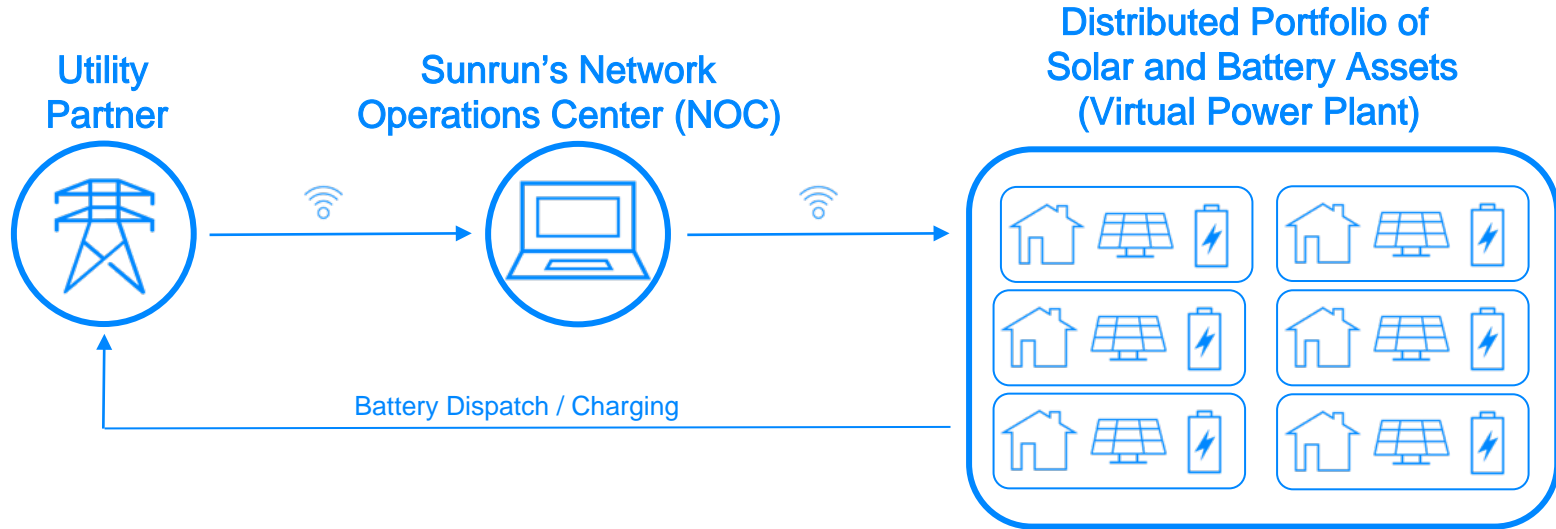 Utility
Partner
Sunrun's Network
Operations Center (NOC)
Distributed Portfolio of
Solar and Battery Assets
(Virtual Power Plant)
Battery Dispatch / Charging